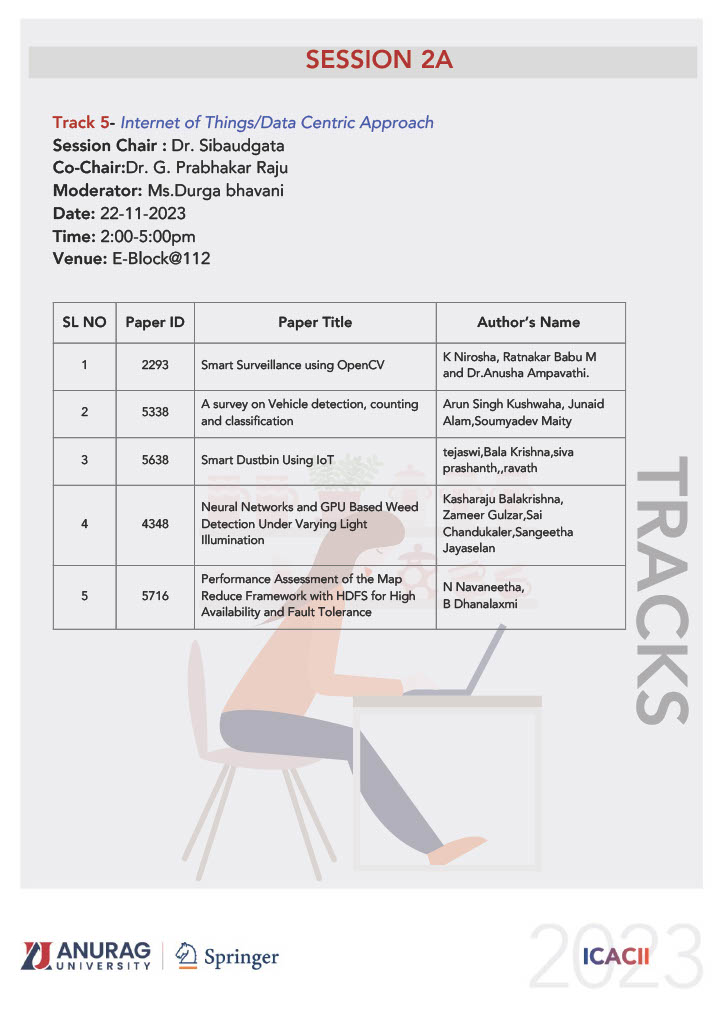 SESSION 2A
Track 5- Internet of Things/Data Centric Approach
Session Chair : Dr. Sibaudgata
Co-Chair:Dr. G. Prabhakar Raju
Moderator: Ms.Durga bhavani
Date: 22-11-2023
Time: 2:00-5:00pm
Venue: E-Block@112
SL NO Paper ID Paper Title Author's Name
1 2293 Smart Surveillance using OpenCV K Nirosha, Ratnakar Babu M
and Dr.Anusha Ampavathi.
2 5338 A survey on Vehicle detection, counting
and classification
Arun Singh Kushwaha, Junaid
Alam,Soumyadev Maity
3 5638 Smart Dustbin Using IoT tejaswi,Bala Krishna,siva
prashanth,,ravath
4 4348 Neural Networks and GPU Based Weed
Detection Under Varying Light
Illumination
Kasharaju Balakrishna,
Zameer Gulzar,Sai
Chandukaler,Sangeetha
Jayaselan
5 5716 Performance Assessment of the Map
Reduce Framework with HDFS for High
Availability and Fault Tolerance
N Navaneetha,
B Dhanalaxmi
TRACKS
ANURAG
UNIVERSITY
Springer
2023
ICACII